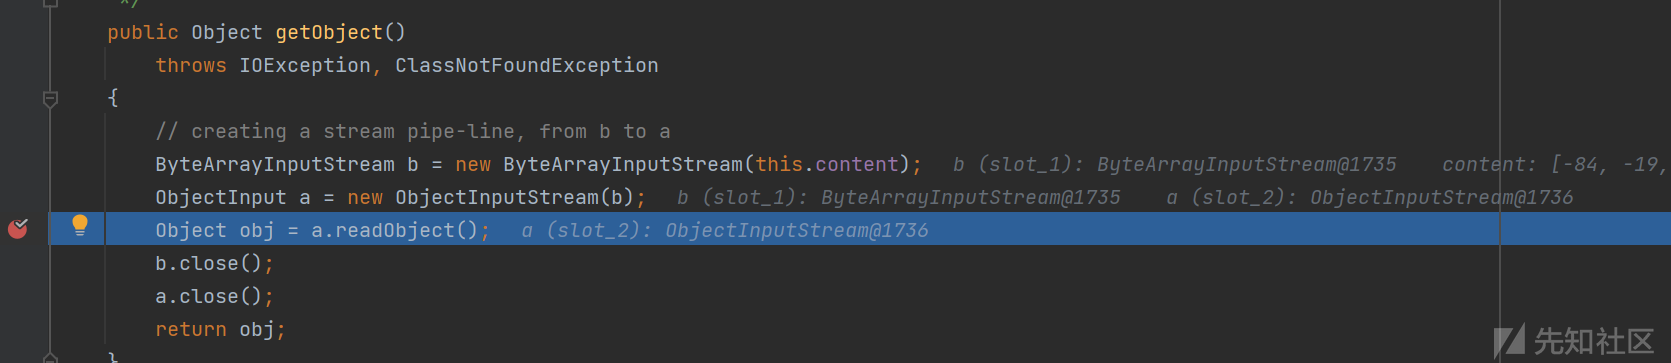 */
public Object getObject()
throws IOException, ClassNotFoundException
{
// creating a stream pipe-line, from b to a
ByteArrayInputStream b = new ByteArrayInputStream(this.content); b (slot_1): ByteArrayInputStream@1735 content: [-84, -19,
ObjectInput a = new ObjectInputStream(b); b (slot_1): ByteArrayInputStream@1735 a (slot_2): ObjectInputStream@1736
Object obj = a.readObject(); a (slot_2): ObjectInputStream@1736
b.close();
a.close();
return obj;
}
先知社区